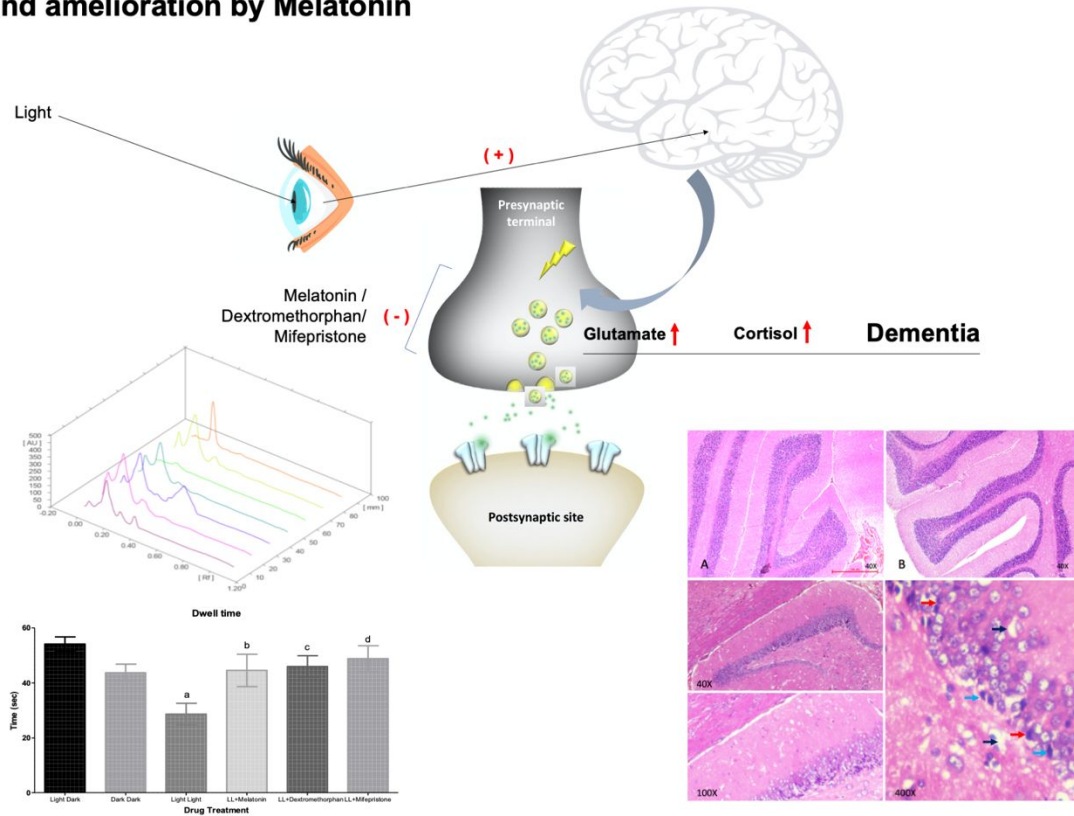 nd amelioration by Melatonin
Light
( + )
Presynaptic
terminal
Melatonin /
Dextromethorphan/
Mifepristone
( - )
Glutamate
Cortisol
Dementia
Postsynaptic site
500
[ AU ]
400
350
300
250
200
150
100
50
0
-0.20
0.00
0.20
0.40
0.60
0.80
[ Rf ]
1.20
0
10
20
30
40
50
60
70
80
[ mm ]
100
A
40X
B
40X
40X
100X
400X
Dwell time
Time (sec)
60
40
20
0
a
b
c
d
Light Dark
Dark Dark
Light Light
LL+Melatonin
LL+Dextromethorphan
LL+Mifepristone
Drug Treatment